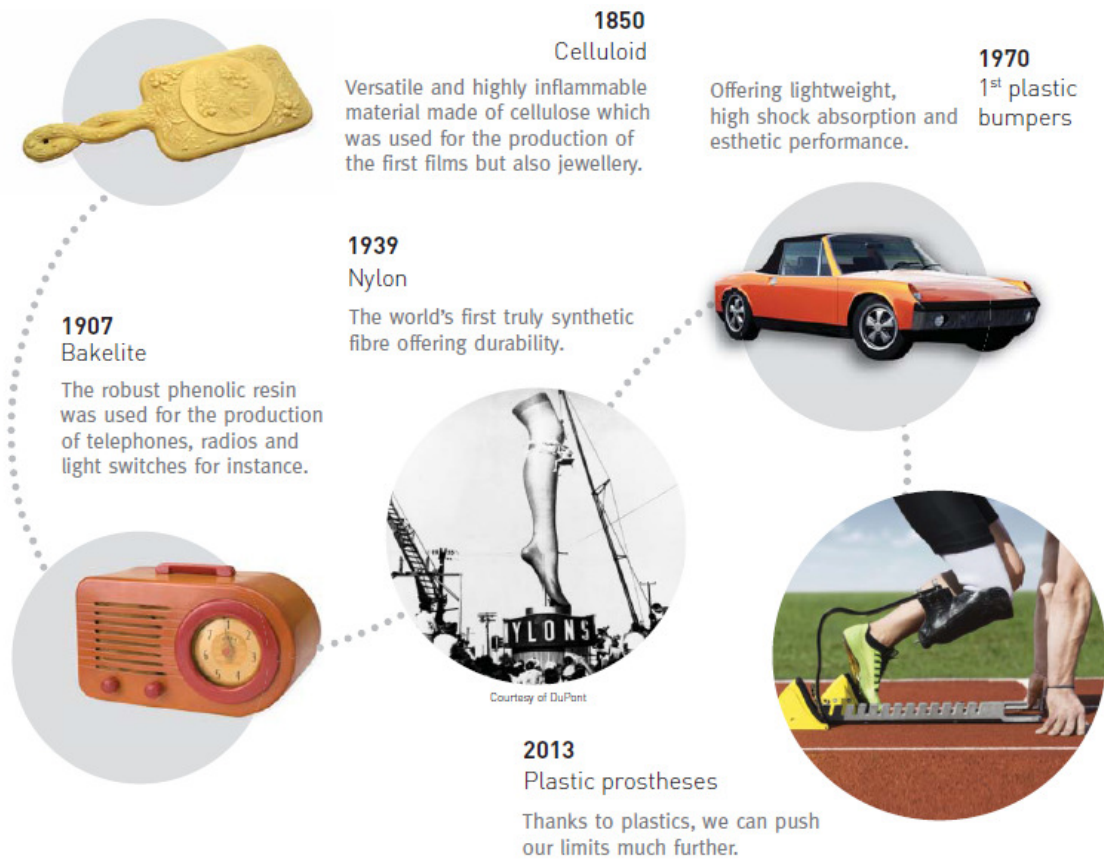 1850
Celluloid
Versatile and highly inflammable
material made of cellulose which
was used for the production of
the first films but also jewellery.
1970
1st plastic
bumpers
Offering lightweight,
high shock absorption and
esthetic performance.
1939
Nylon
The world's first truly synthetic
fibre offering durability.
1907
Bakelite
The robust phenolic resin
was used for the production
of telephones, radios and
light switches for instance.
NYLONS
Courtesy of DuPont
2013
Plastic prostheses
Thanks to plastics, we can push
our limits much further.